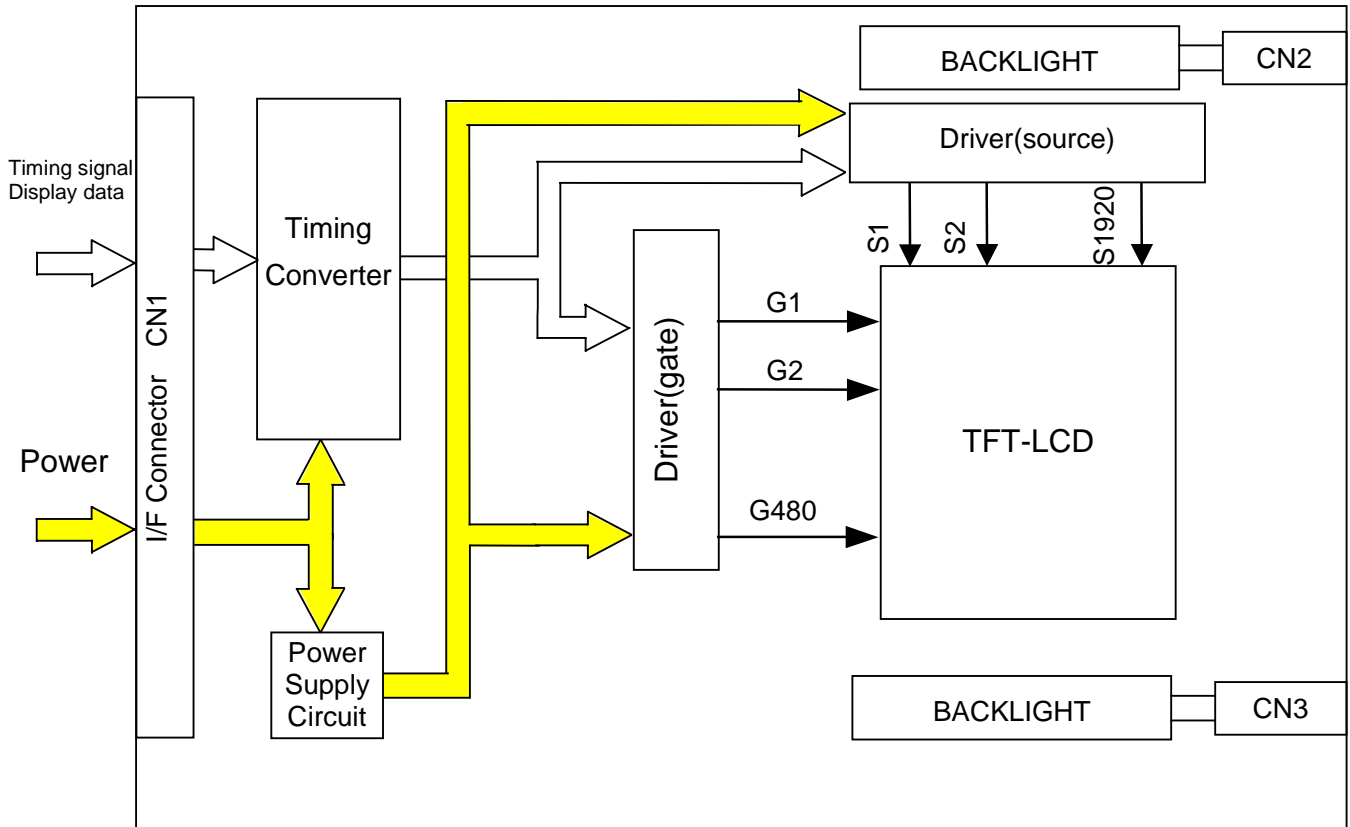 BACKLIGHT
CN2
Driver(source)
Timing signal
Display data
S1
S2
S1920
Timing
Converter
I/F Connector CN1
G1
G2
G480
Driver(gate)
TFT-LCD
Power
Power
Supply
Circuit
BACKLIGHT
CN3